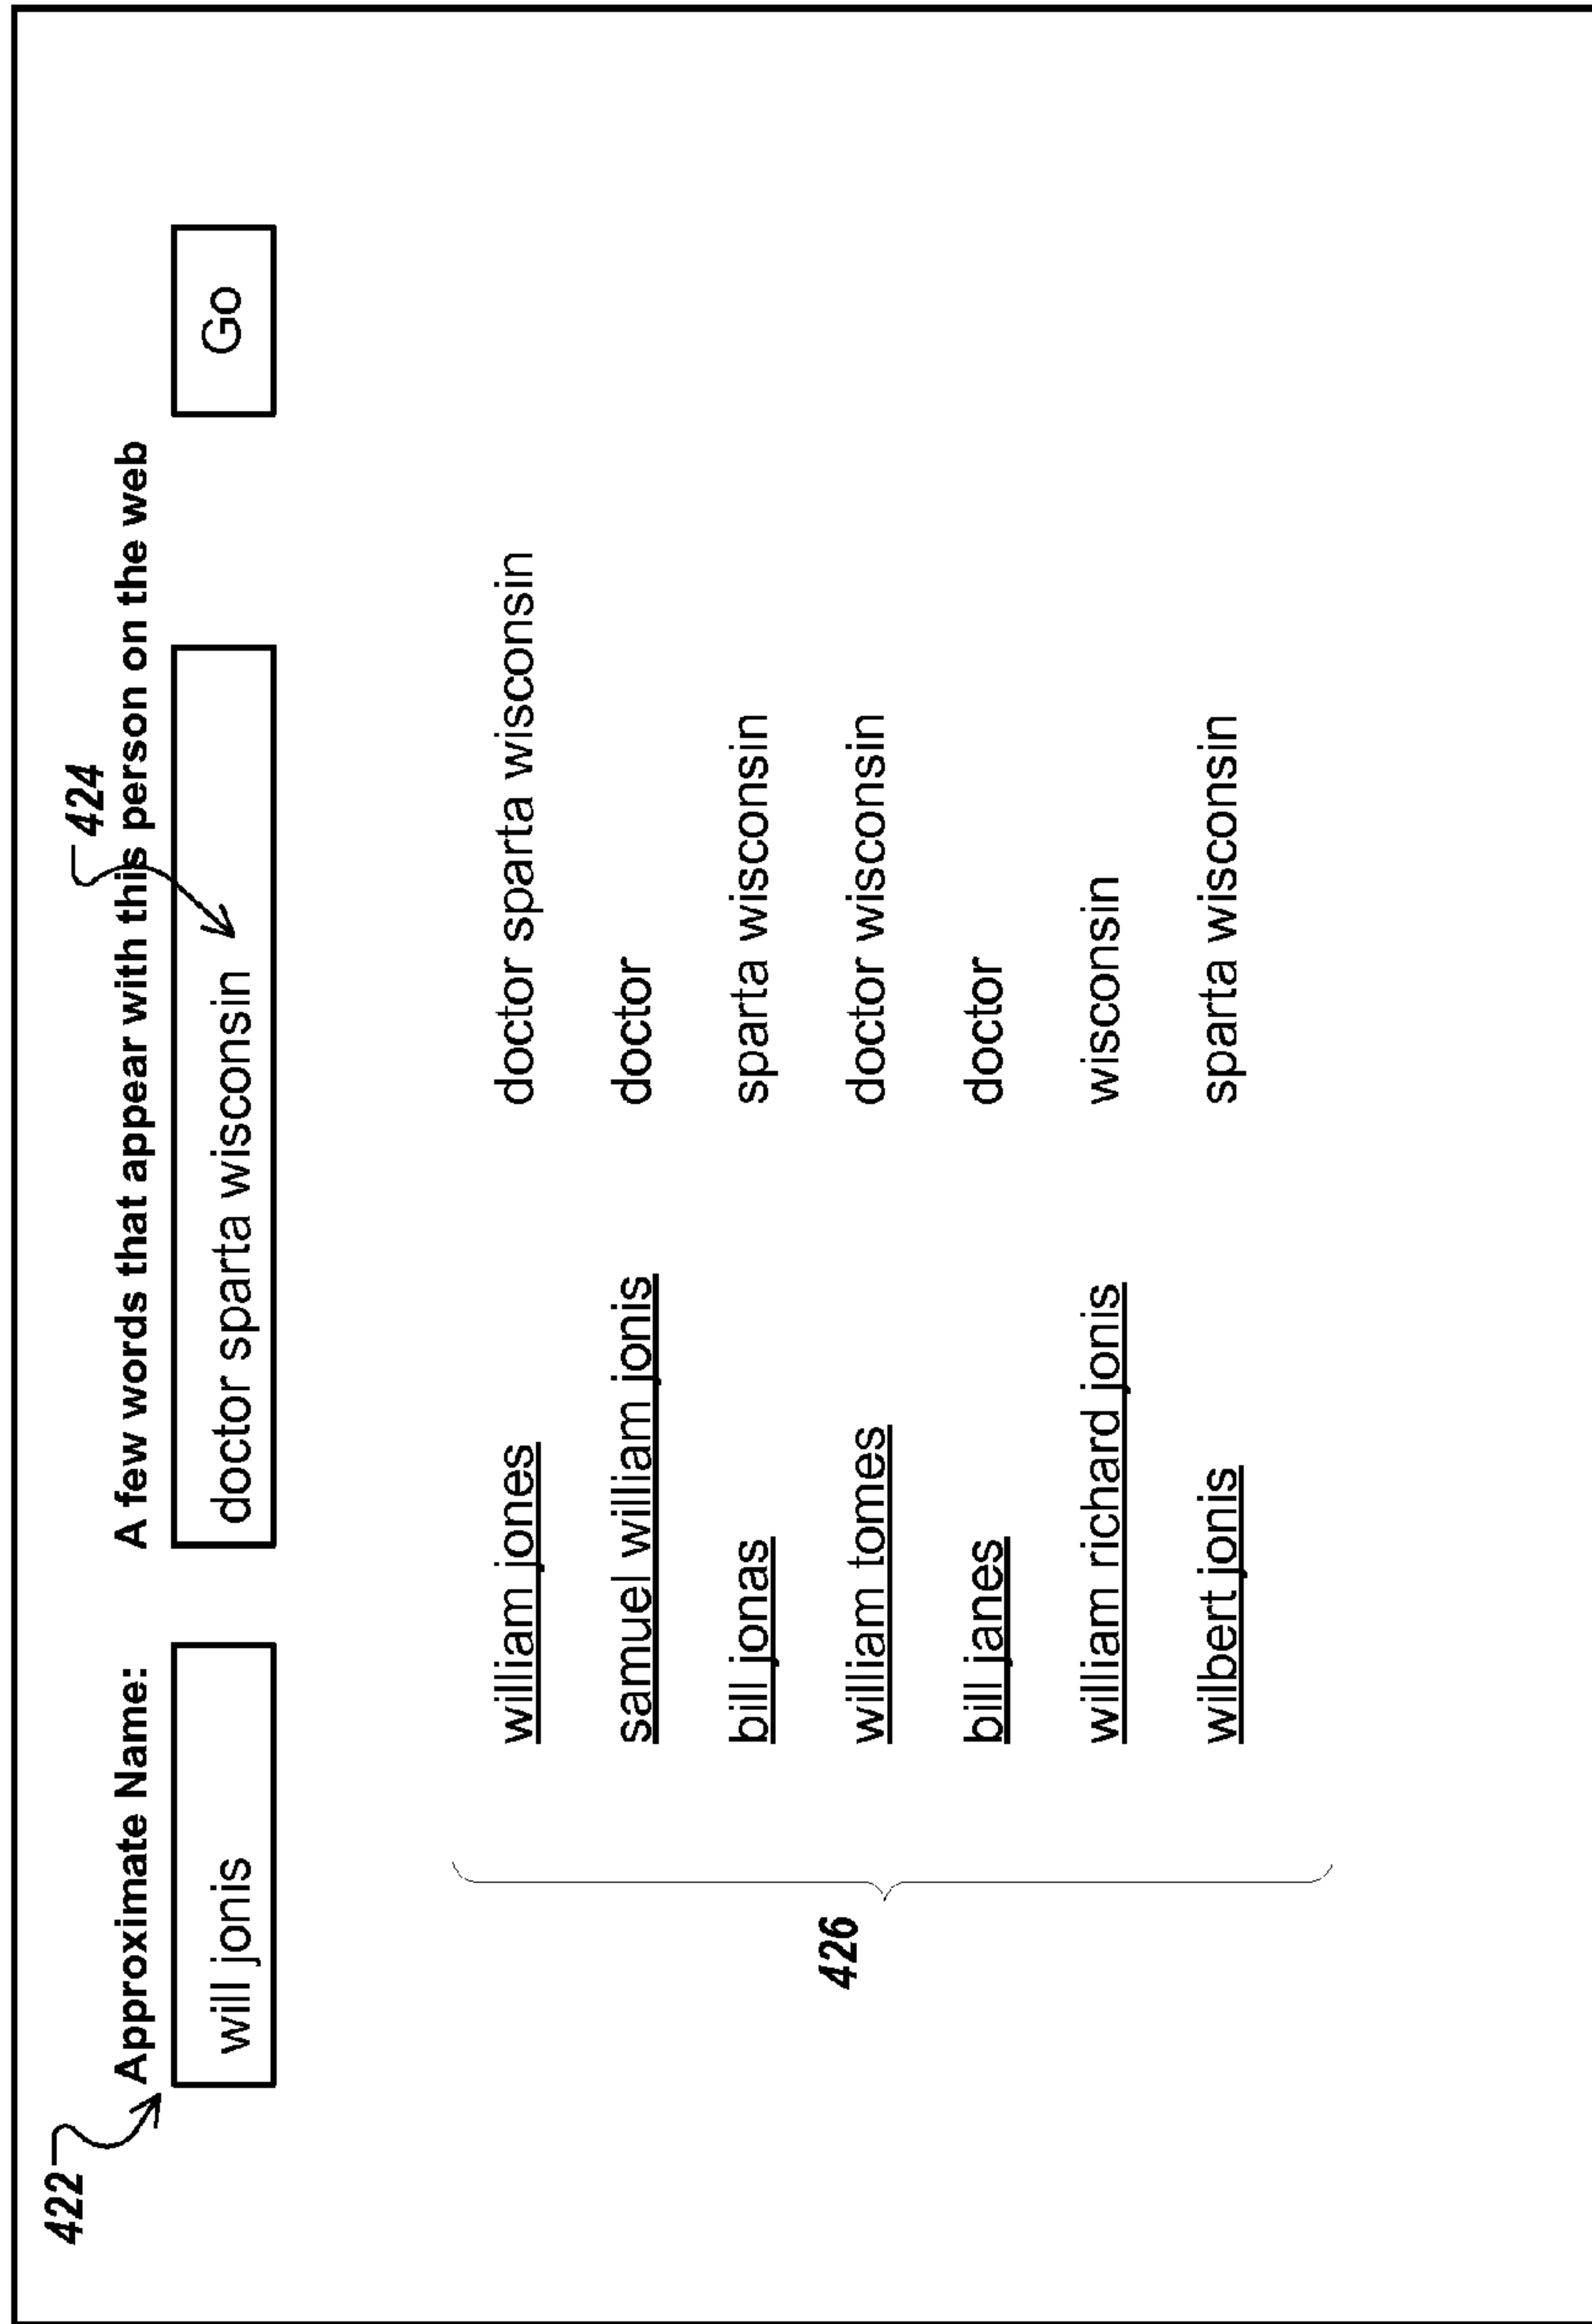 422
424
Approximate Name: A few words that appear with this person on the web
will jonis doctor sparta wisconsin Go
william jones doctor sparta wisconsin
samuel william jonis doctor
bill jonas sparta wisconsin
426
william tomes doctor wisconsin
bill janes doctor
william richard jonis wisconsin
wilbert jonis sparta wisconsin